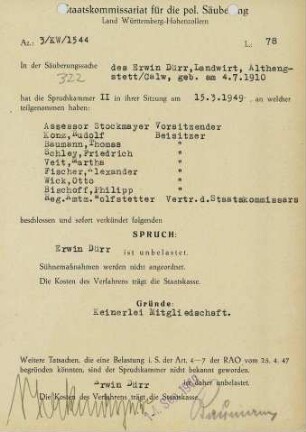 Staatskommissariat für die pol. Säuberung
Land Württemberg-Hohenzollern
Az.: 3/KW/1544 L.: 78
In der Säuberungssache des Erwin Dürr, Landwirt, Altheng-
stett/Calw, geb. am 4.7.1910
322
hat die Spruchkammer II in ihrer Sitzung am 15.3.1949, an welcher
teilgenommen haben:
Assessor Stockmayer Vorsitzender
Beisitzer
Baumann, Thomas "
Schley, Friedrich "
Veit, Martha "
Fischer, Alexander "
Wick, Otto "
Bischoff, Philipp "
Reg. Amtm. Wolfstetter Vertr.d.Staatskommissars
beschlossen und sofort verkündet folgenden
SPRUCH:
Erwin Dürr
ist unbelastet.
Sühnemaßnahmen werden nicht angeordnet.
Die Kosten des Verfahrens trägt die Staatskasse.
Gründe:
Keinerlei Mitgliedschaft.
Weitere Tatsachen, die eine Belastung i. S. der Art. 4-7 der RAO vom 25. 4. 47
begründen könnten, sind der Spruchkammer nicht bekannt geworden.
Erwin Dürr ist daher unbelastet.
Die Kosten des Verfahrens trägt die Staatskasse.
Baumann